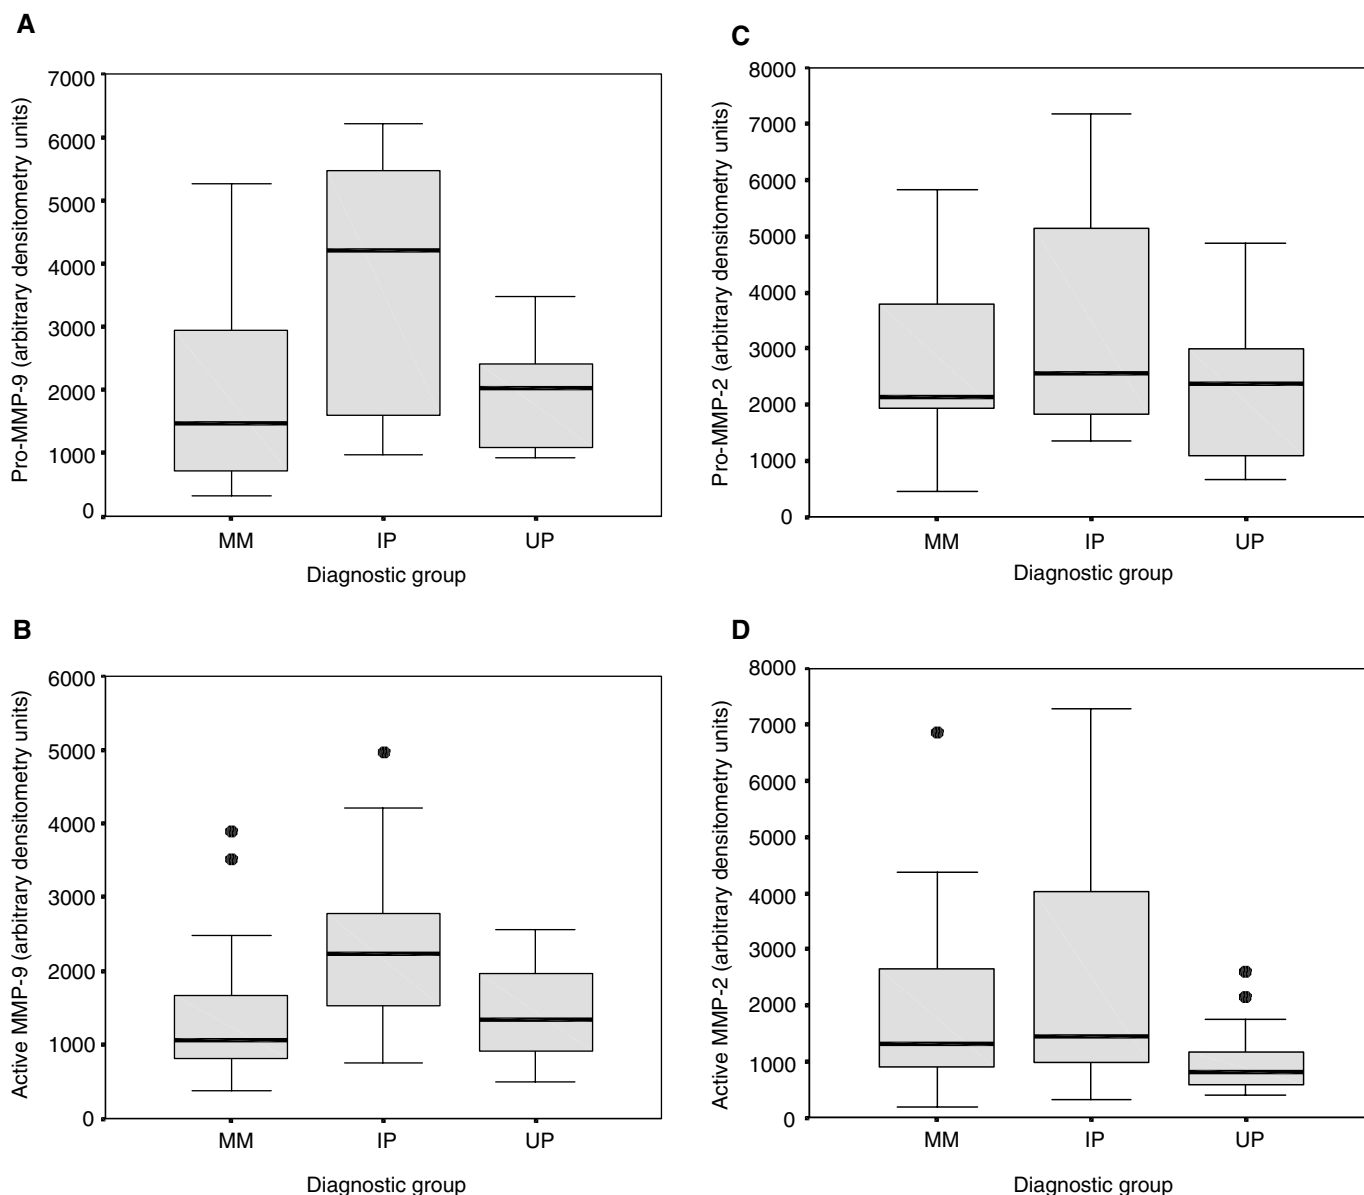 A
Pro-MMP-9 (arbitrary densitometry units)
7000
6000
5000
4000
3000
2000
1000
0
MM IP UP
Diagnostic group
C
Pro-MMP-2 (arbitrary densitometry units)
8000
7000
6000
5000
4000
3000
2000
1000
0
MM IP UP
Diagnostic group
B
Active MMP-9 (arbitrary densitometry units)
6000
5000
4000
3000
2000
1000
0
MM IP UP
Diagnostic group
D
Active MMP-2 (arbitrary densitometry units)
8000
7000
6000
5000
4000
3000
2000
1000
0
MM IP UP
Diagnostic group